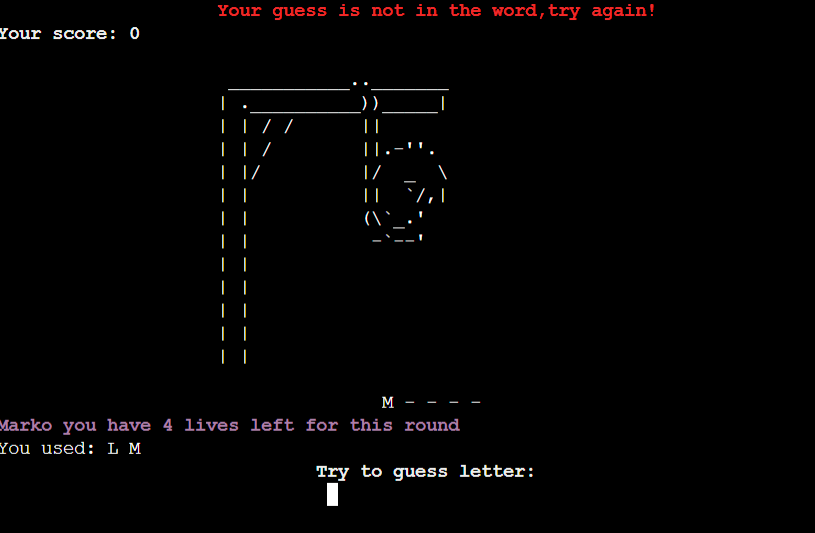 Your guess is not in the word,try again!
Your score: 0
M - - - -
Marko you have 4 lives left for this round
You used: L M
Try to guess letter: